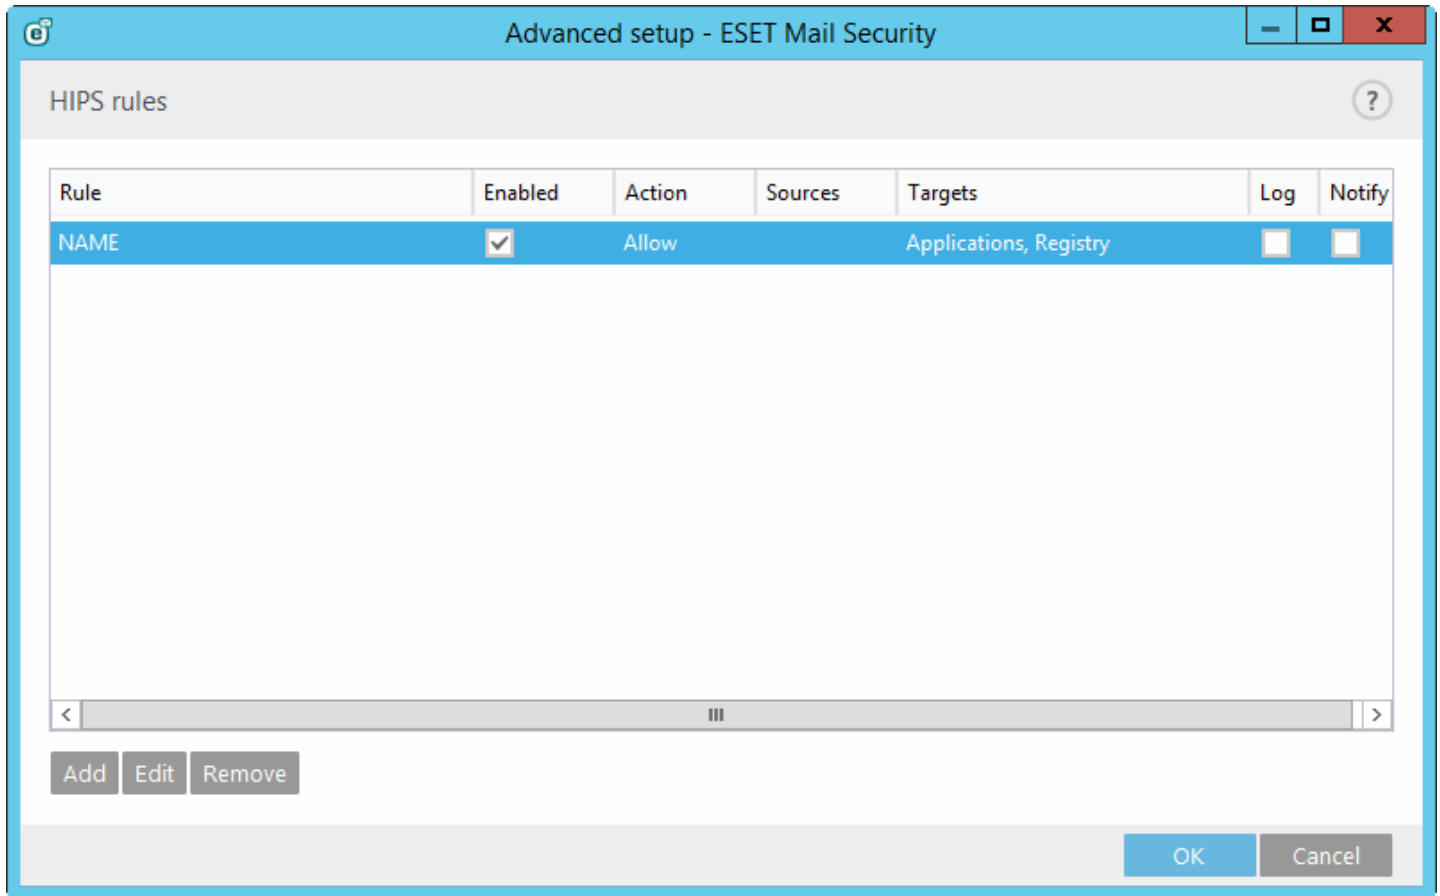 Advanced setup - ESET Mail Security
HIPS rules
?
Rule Enabled Action Sources Targets Log Notify
NAME Allow Applications, Registry
Add Edit Remove
OK Cancel